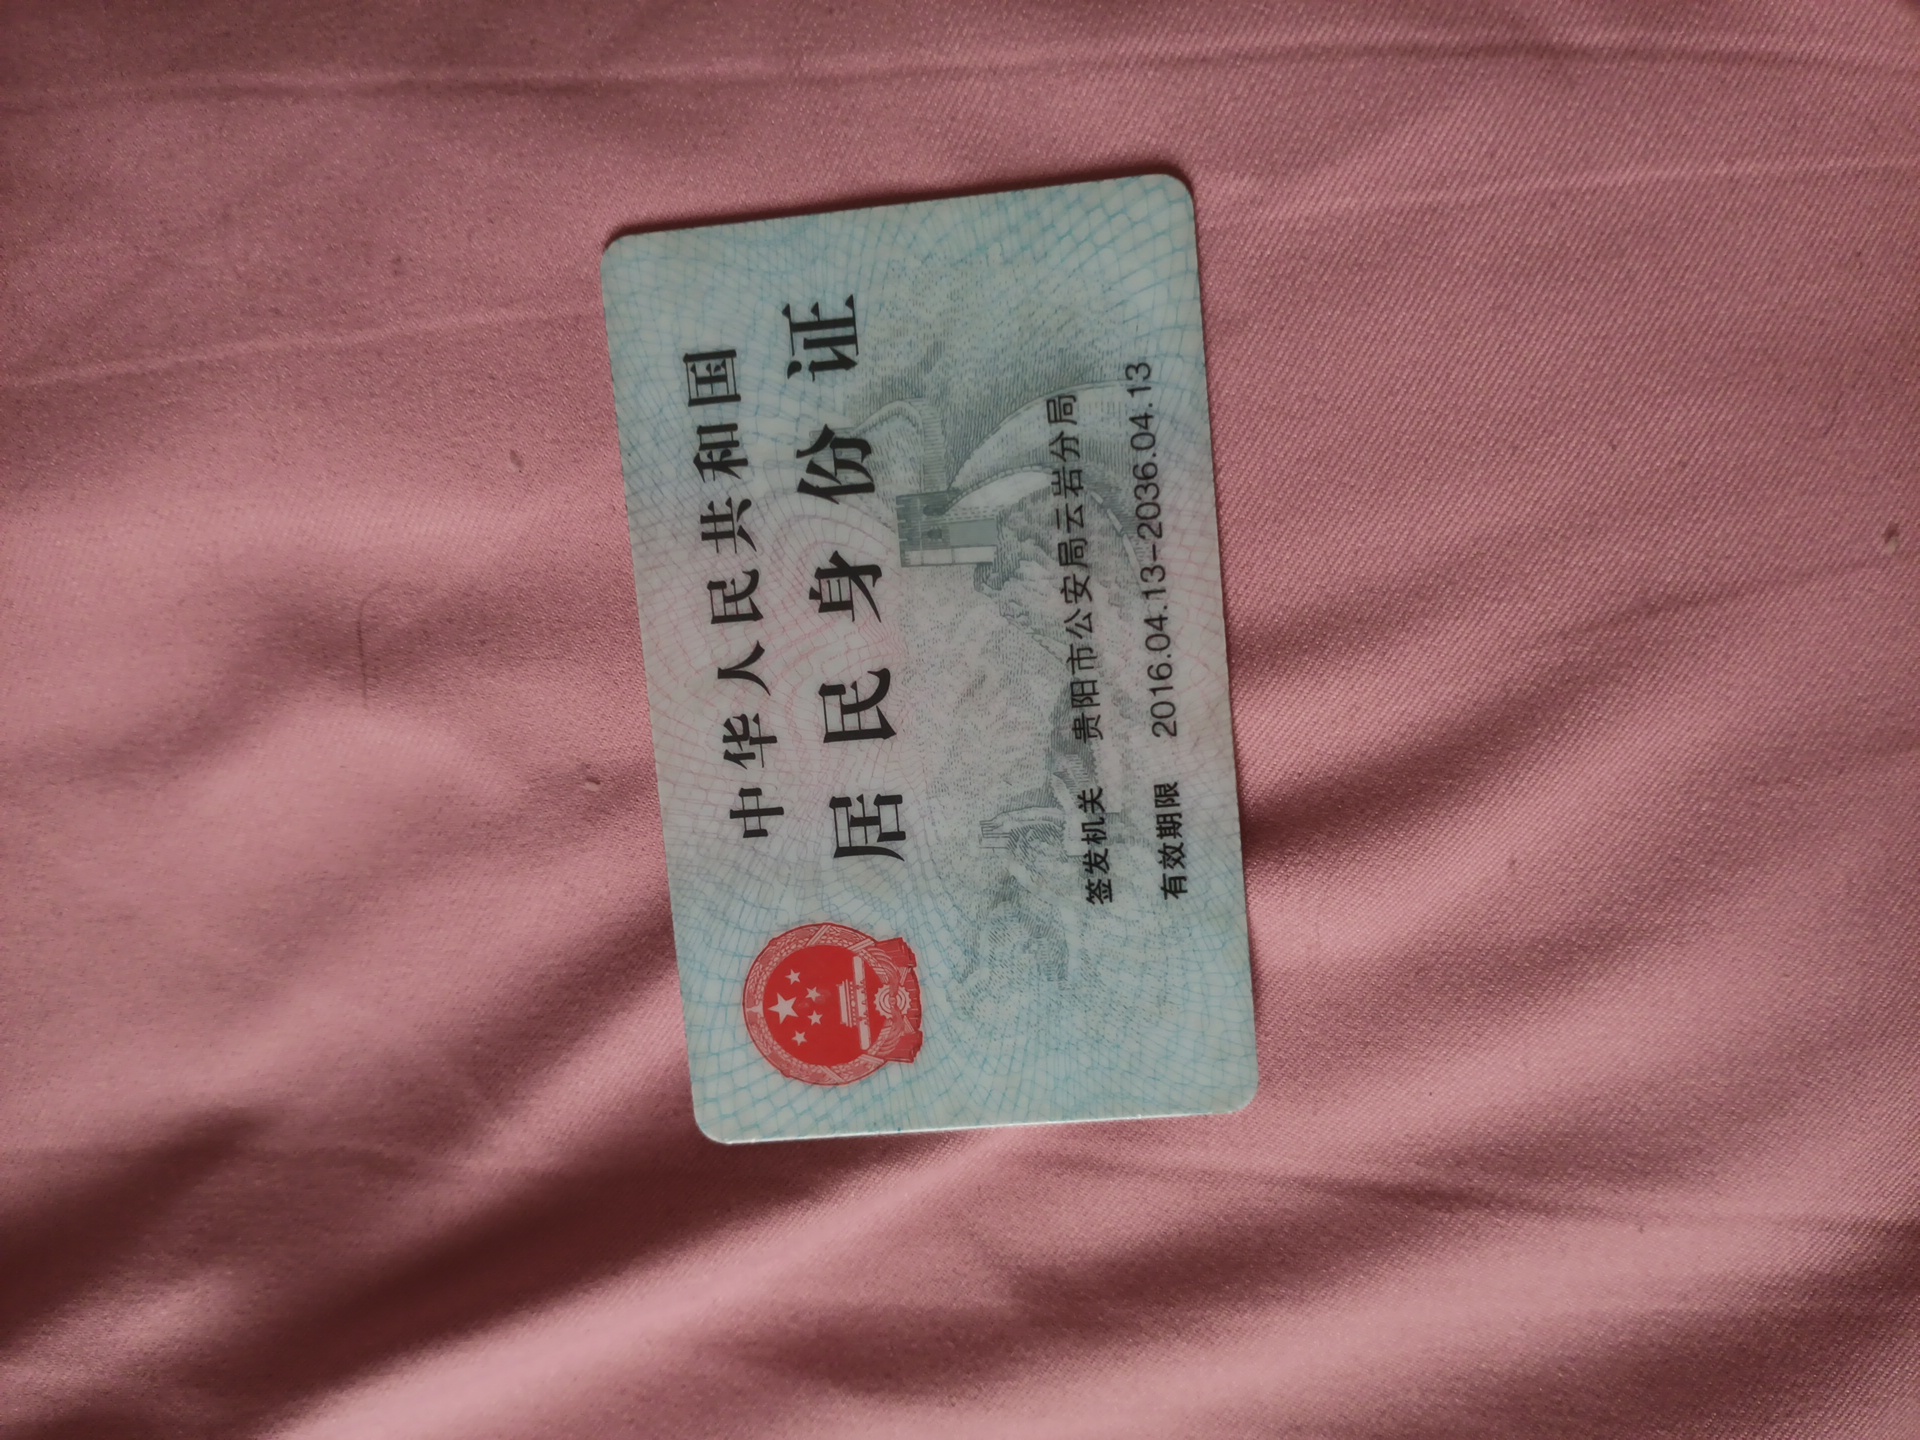 中华人民共和国
居民身份证
签发机关 贵阳市公安局云岩分局
有效期限 2016.04.13-2036.04.13